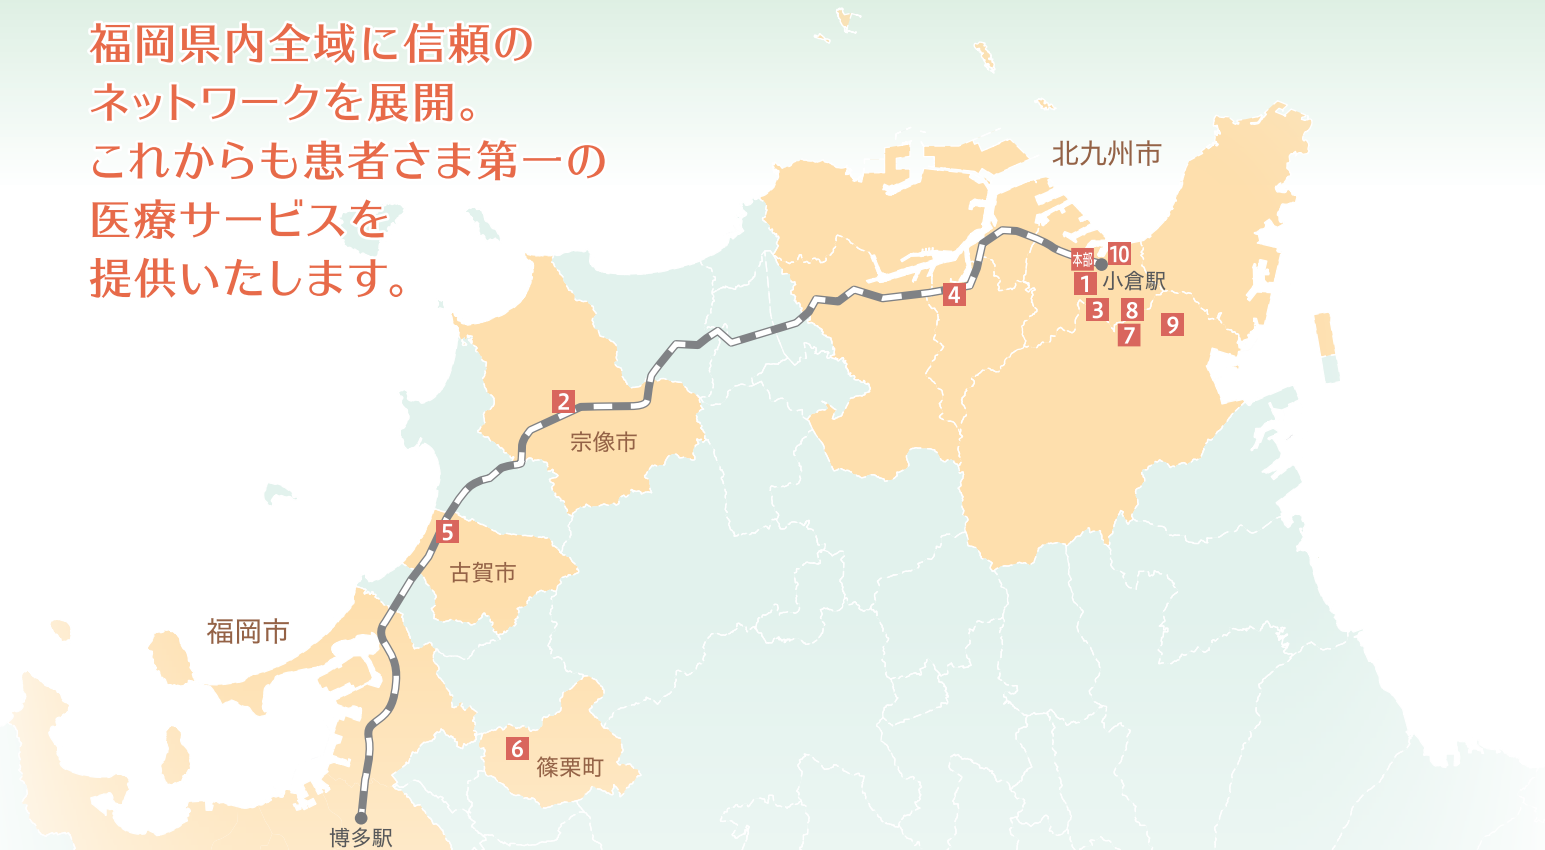 福岡県内全域に信頼の
ネットワークを展開。
これからも患者さま第一の
医療サービスを
提供いたします。
北九州市
本部
10
小倉駅
1
4
3
8
9
7
2
宗像市
5
古賀市
福岡市
6
篠栗町
博多駅